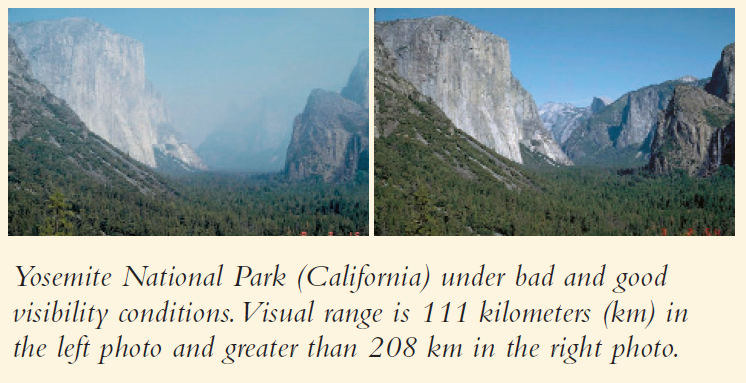 Yosemite National Park (California) under bad and good
visibility conditions. Visual range is 111 kilometers (km) in
the left photo and greater than 208 km in the right photo.